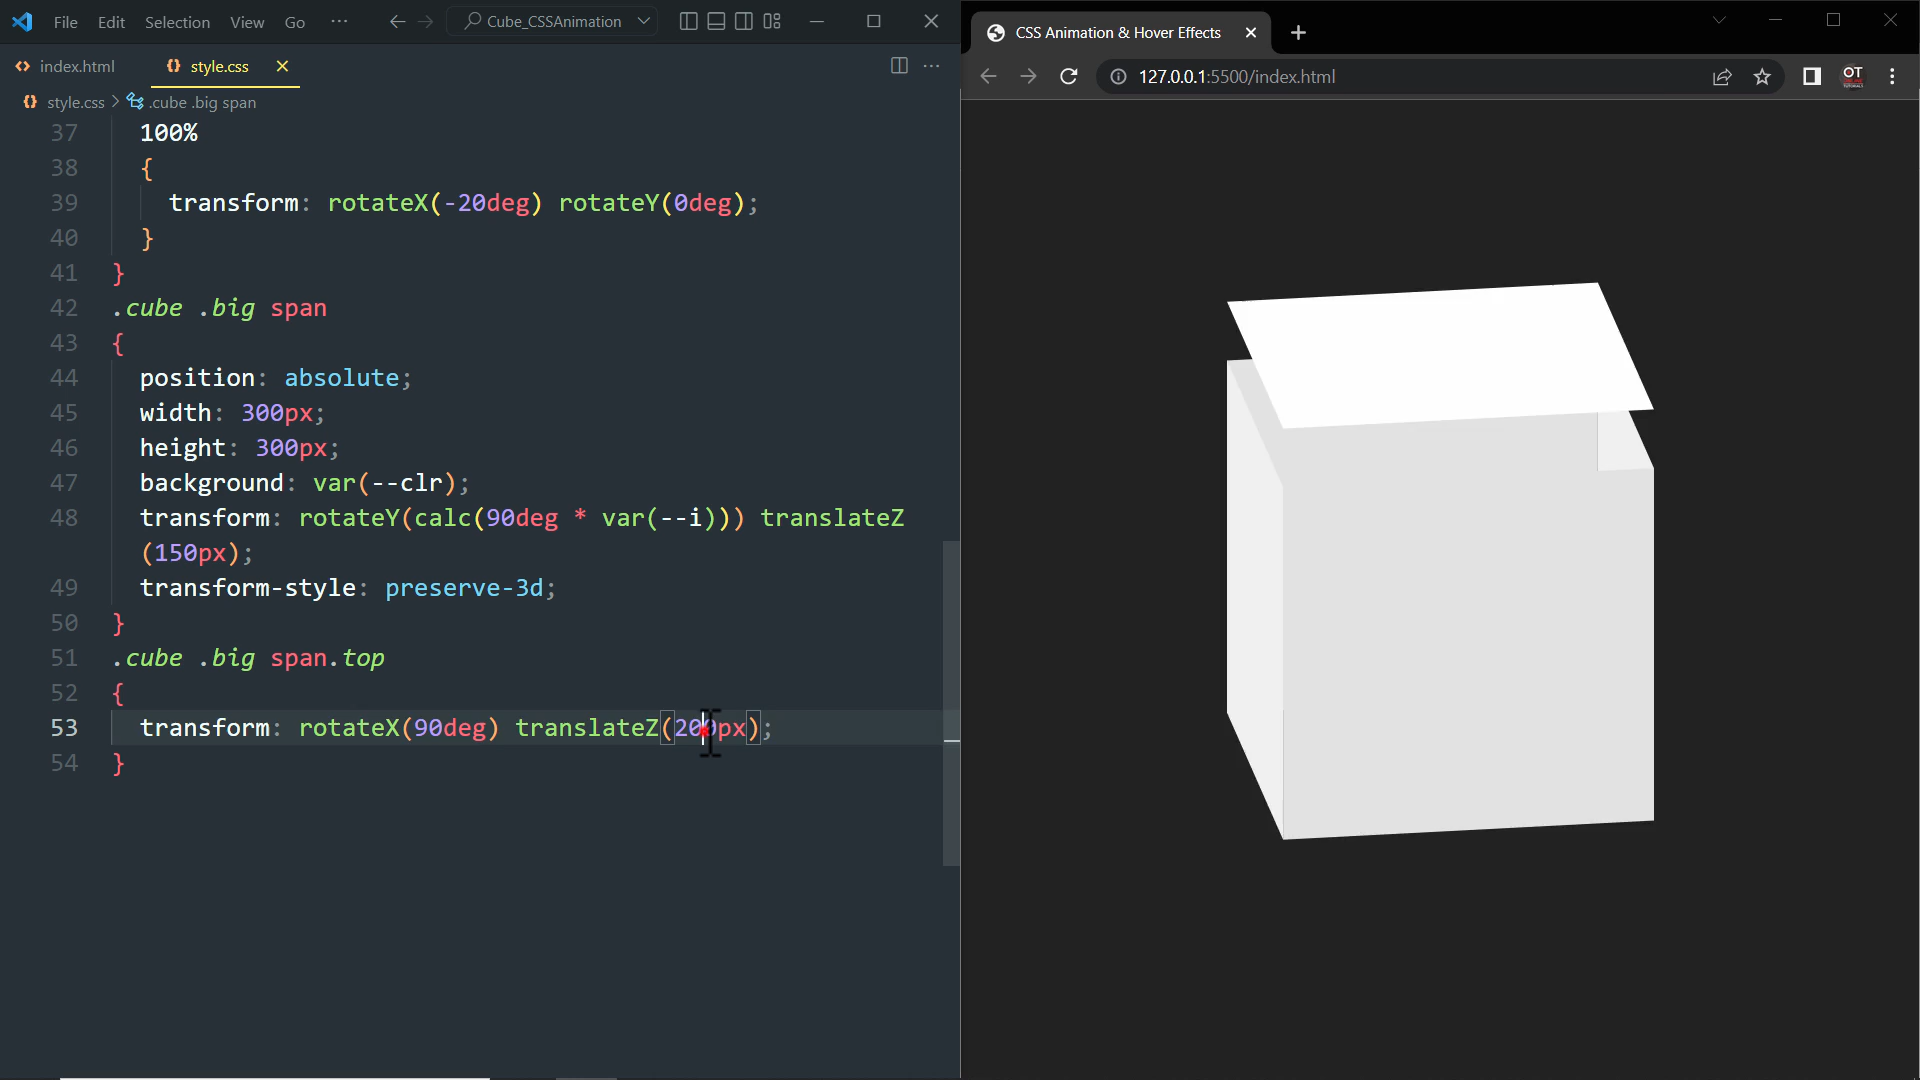 File Edit Selection View Go ··· Cube_CSSAnimation
index.html style.css
style.css > .cube .big span
37 100%
38 {
39 transform: rotateX(-20deg) rotateY(0deg);
40 }
41 }
42 .cube .big span
43 {
44 position: absolute;
45 width: 300px;
46 height: 300px;
47 background: var(--clr);
48 transform: rotateY(calc(90deg * var(--i))) translateZ
(150px);
49 transform-style: preserve-3d;
50 }
51 .cube .big span.top
52 {
53 transform: rotateX(90deg) translateZ(200px);
54 }
CSS Animation & Hover Effects
127.0.0.1:5500/index.html
OT